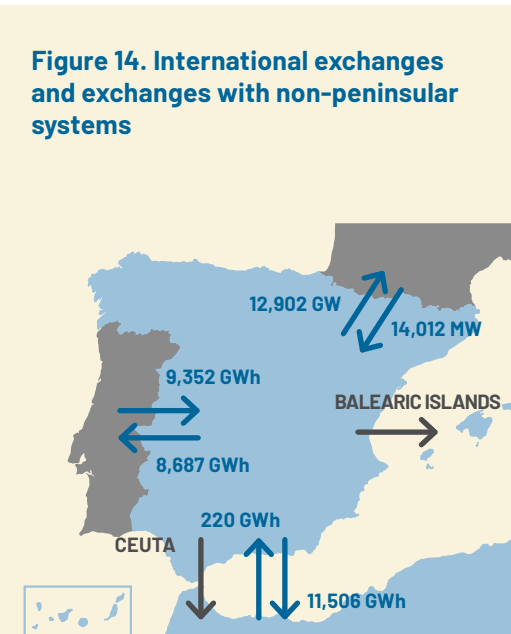 Figure 14. International exchanges
and exchanges with non-peninsular
systems
12,902 GW
14,012 MW
9,352 GWh
BALEARIC ISLANDS
8,687 GWh
220 GWh
CEUTA
11,506 GWh